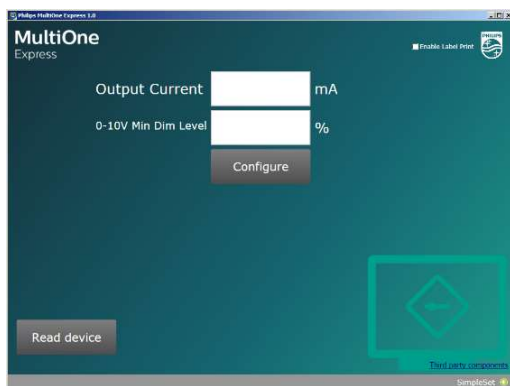 Philips MultiOne Express 1.0
MultiOne
Express
Enable Label Print
PHILIPS
Output Current mA
0-10V Min Dim Level %
Configure
Read device
Third party components
SimpleSet